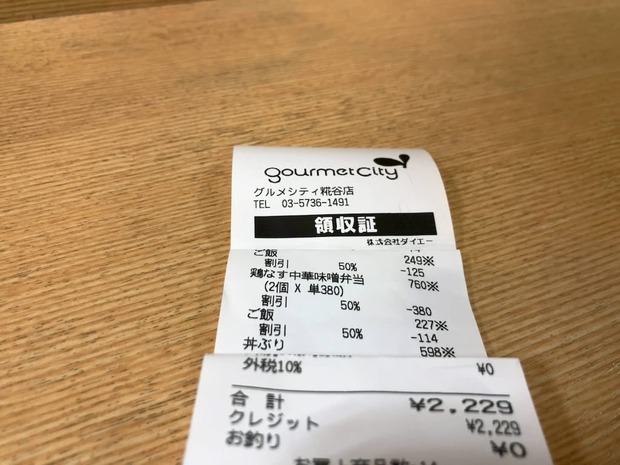 gourmetcity
グルメシティ糀谷店
TEL 03-5736-1491
領収証
株式会社ダイエー
ご飯 249※
割引 50% -125
鶏なす中華味噌弁当 760※
(2個 X 単380)
割引 50% -380
ご飯 227※
割引 50% -114
丼ぶり 598※
外税10% ¥0
合計 ¥2,229
クレジット ¥2,229
お釣り ¥0